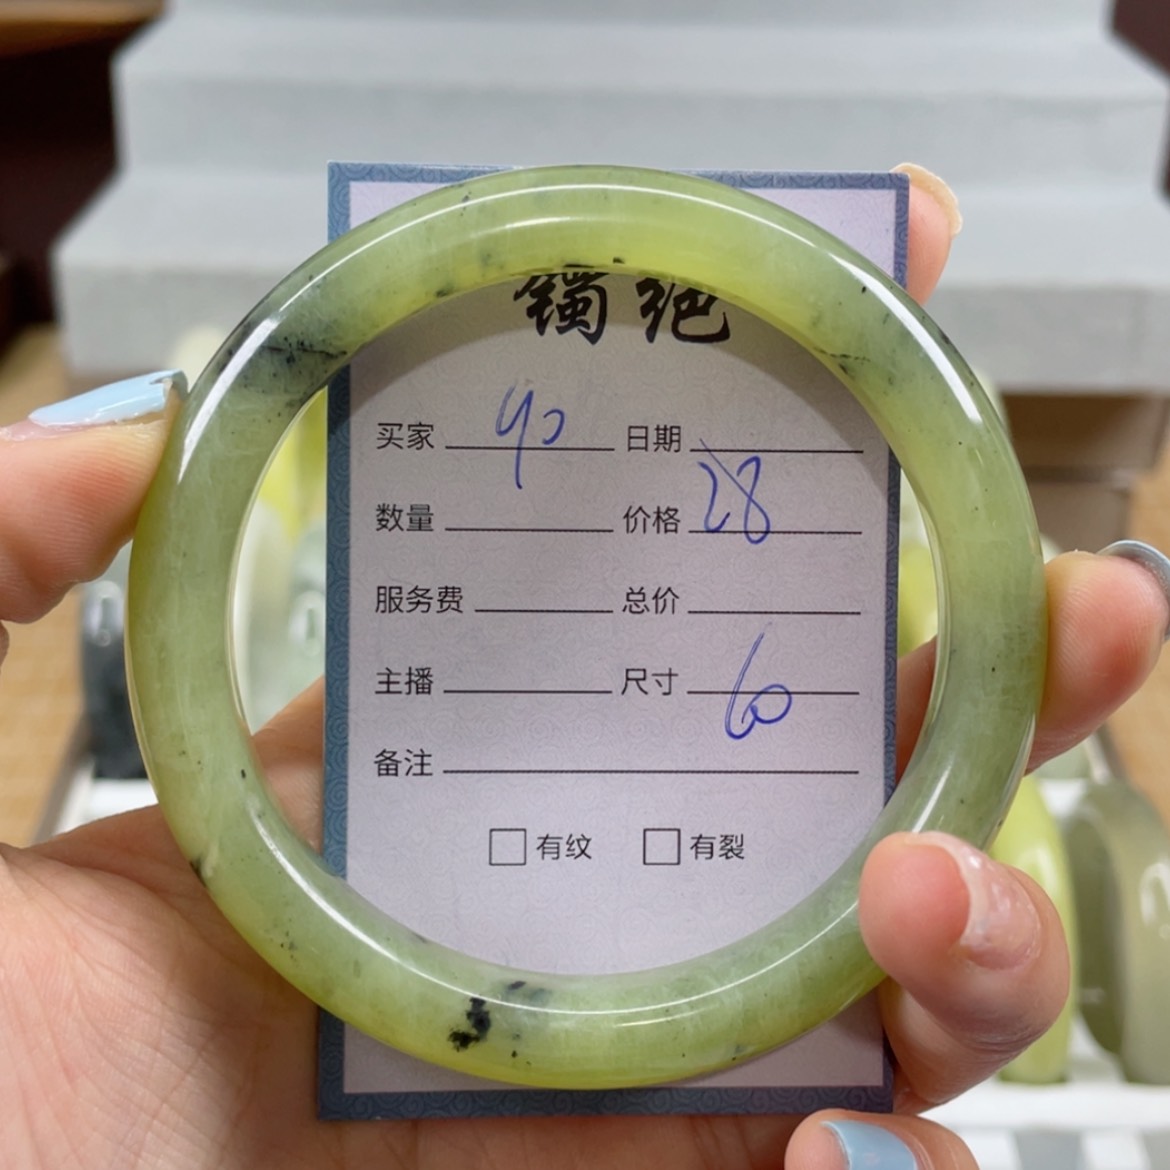 镯绝
买家 90 日期
数量 价格 28
服务费 总价
主播 尺寸 60
备注
□有纹 □有裂